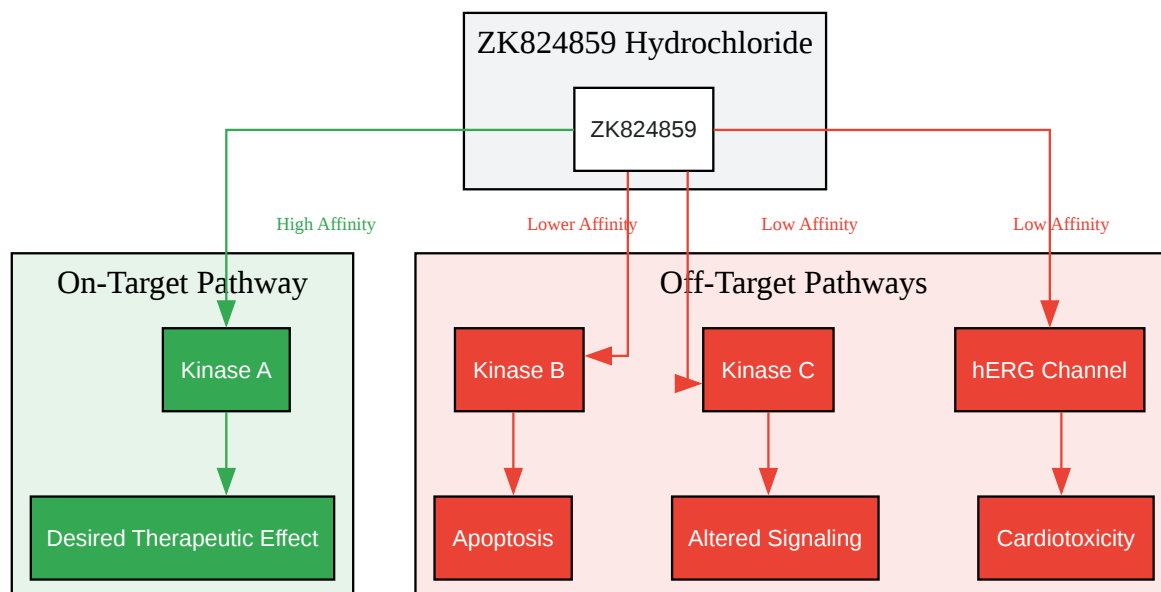 ZK824859 Hydrochloride
ZK824859
High Affinity
Lower Affinity
Low Affinity
Low Affinity
On-Target Pathway
Off-Target Pathways
Kinase A
Kinase B
Kinase C
hERG Channel
Desired Therapeutic Effect
Apoptosis
Altered Signaling
Cardiotoxicity